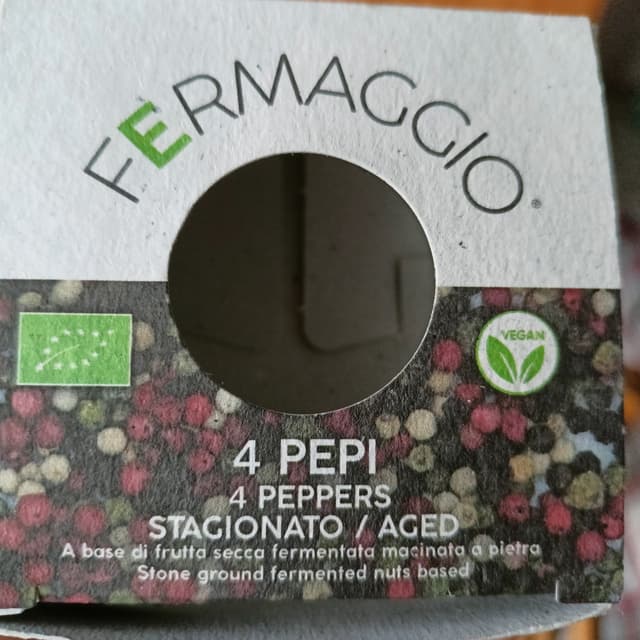 FERMAGGIO®
VEGAN
4 PEPI
4 PEPPERS
STAGIONATO / AGED
A base di frutta secca fermentata macinata a pietra
Stone ground fermented nuts based